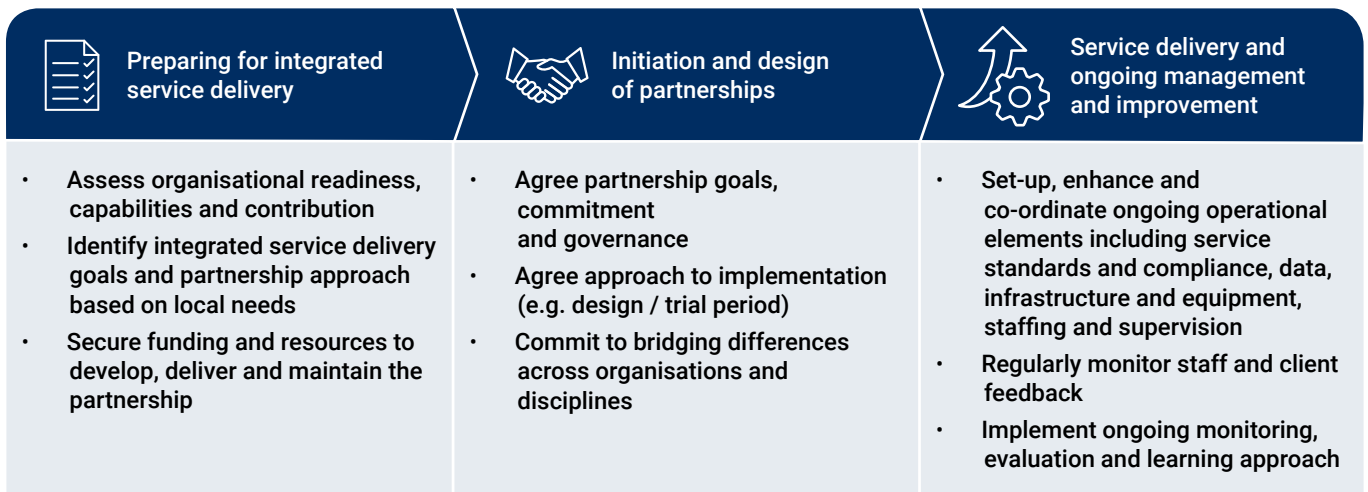 Preparing for integrated
service delivery
• Assess organisational readiness,
capabilities and contribution
• Identify integrated service delivery
goals and partnership approach
based on local needs
• Secure funding and resources to
develop, deliver and maintain the
partnership
Initiation and design
of partnerships
• Agree partnership goals,
commitment
and governance
• Agree approach to implementation
(e.g. design / trial period)
• Commit to bridging differences
across organisations and
disciplines
Service delivery and
ongoing management
and improvement
• Set-up, enhance and
co-ordinate ongoing operational
elements including service
standards and compliance, data,
infrastructure and equipment,
staffing and supervision
• Regularly monitor staff and client
feedback
• Implement ongoing monitoring,
evaluation and learning approach